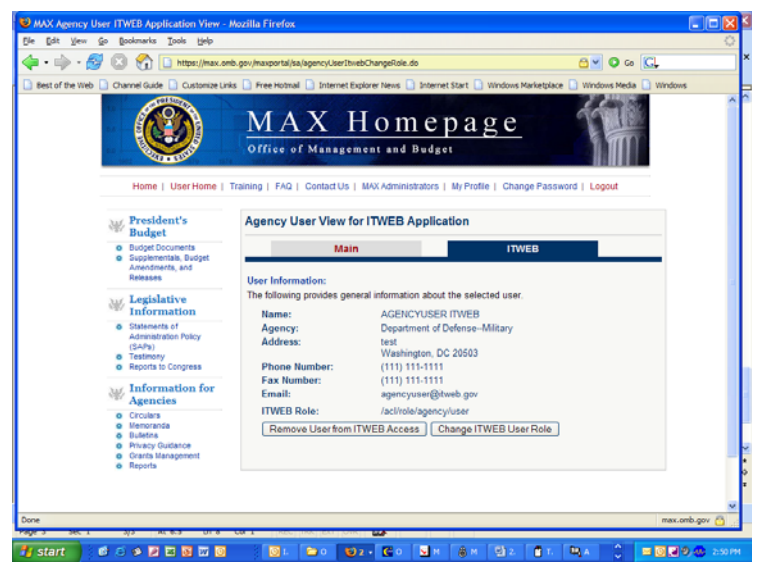 MAX Agency User ITWEB Application View - Mozilla Firefox
File Edit View Go Bookmarks Tools Help
https://max.omb.gov/maxportal/sa/agencyUserItwebChangeRole.do
Go
Best of the Web Channel Guide Customize Links Free Hotmail Internet Explorer News Internet Start Windows Marketplace Windows Media Windows
MAX Homepage
Office of Management and Budget
Home | User Home | Training | FAQ | Contact Us | MAX Administrators | My Profile | Change Password | Logout
President's
Budget
Budget Documents
Supplementals, Budget
Amendments, and
Releases
Legislative
Information
Statements of
Administration Policy
(SAPs)
Testimony
Reports to Congress
Information for
Agencies
Circulars
Memoranda
Bulletins
Privacy Guidance
Grants Management
Reports
Agency User View for ITWEB Application
Main ITWEB
User Information:
The following provides general information about the selected user.
Name: AGENCYUSER ITWEB
Agency: Department of Defense--Military
Address: test
Washington, DC 20503
Phone Number: (111) 111-1111
Fax Number: (111) 111-1111
Email: agencyuser@itweb.gov
ITWEB Role: /acl/role/agency/user
Remove User from ITWEB Access Change ITWEB User Role
Done max.omb.gov
start 2:50 PM